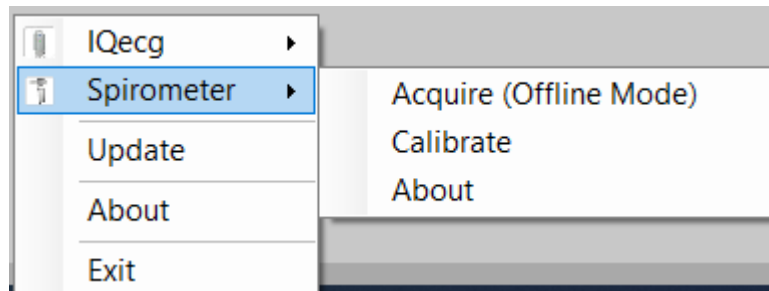 IQecg
Spirometer
Update
About
Exit
Acquire (Offline Mode)
Calibrate
About